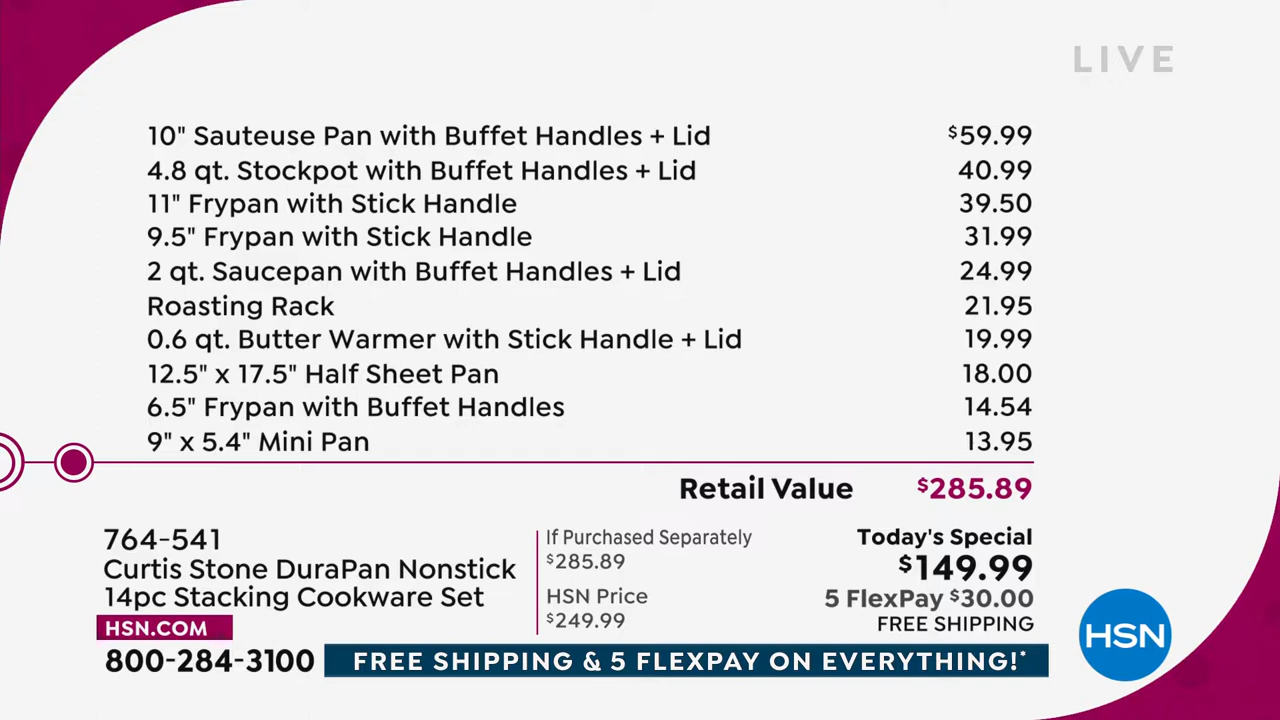 LIVE
10" Sauteuse Pan with Buffet Handles + Lid $59.99
4.8 qt. Stockpot with Buffet Handles + Lid 40.99
11" Frypan with Stick Handle 39.50
9.5" Frypan with Stick Handle 31.99
2 qt. Saucepan with Buffet Handles + Lid 24.99
Roasting Rack 21.95
0.6 qt. Butter Warmer with Stick Handle + Lid 19.99
12.5" x 17.5" Half Sheet Pan 18.00
6.5" Frypan with Buffet Handles 14.54
9" x 5.4" Mini Pan 13.95
Retail Value $285.89
764-541
Curtis Stone DuraPan Nonstick
14pc Stacking Cookware Set
HSN.COM
800-284-3100
If Purchased Separately
$285.89
HSN Price
$249.99
Today's Special
$149.99
5 FlexPay $30.00
FREE SHIPPING
FREE SHIPPING & 5 FLEXPAY ON EVERYTHING!*
HSN